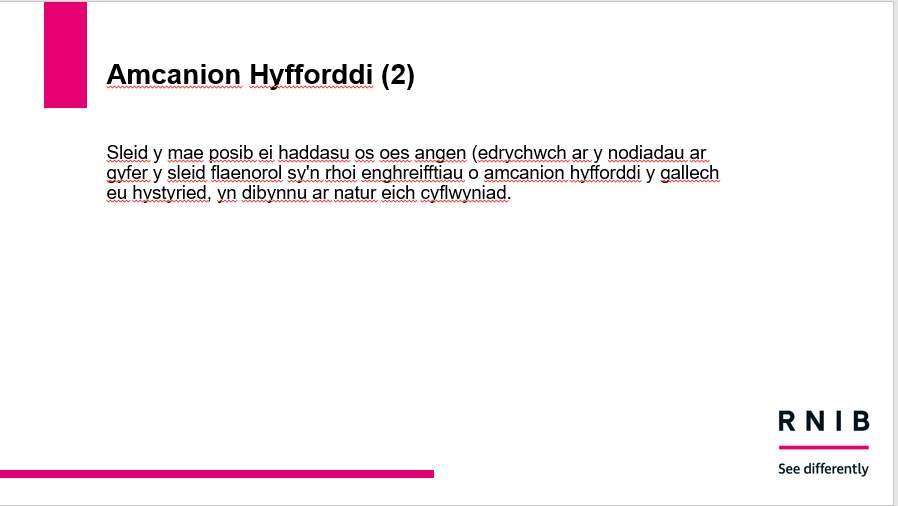 Amcanion Hyfforddi (2)
Sleid y mae posib ei haddasu os oes angen (edrychwch ar y nodiadau ar
gyfer y sleid flaenorol sy'n rhoi enghreifftiau o amcanion hyfforddi y gallech
eu hystyried, yn dibynnu ar natur eich cyflwyniad.
RNIB
See differently